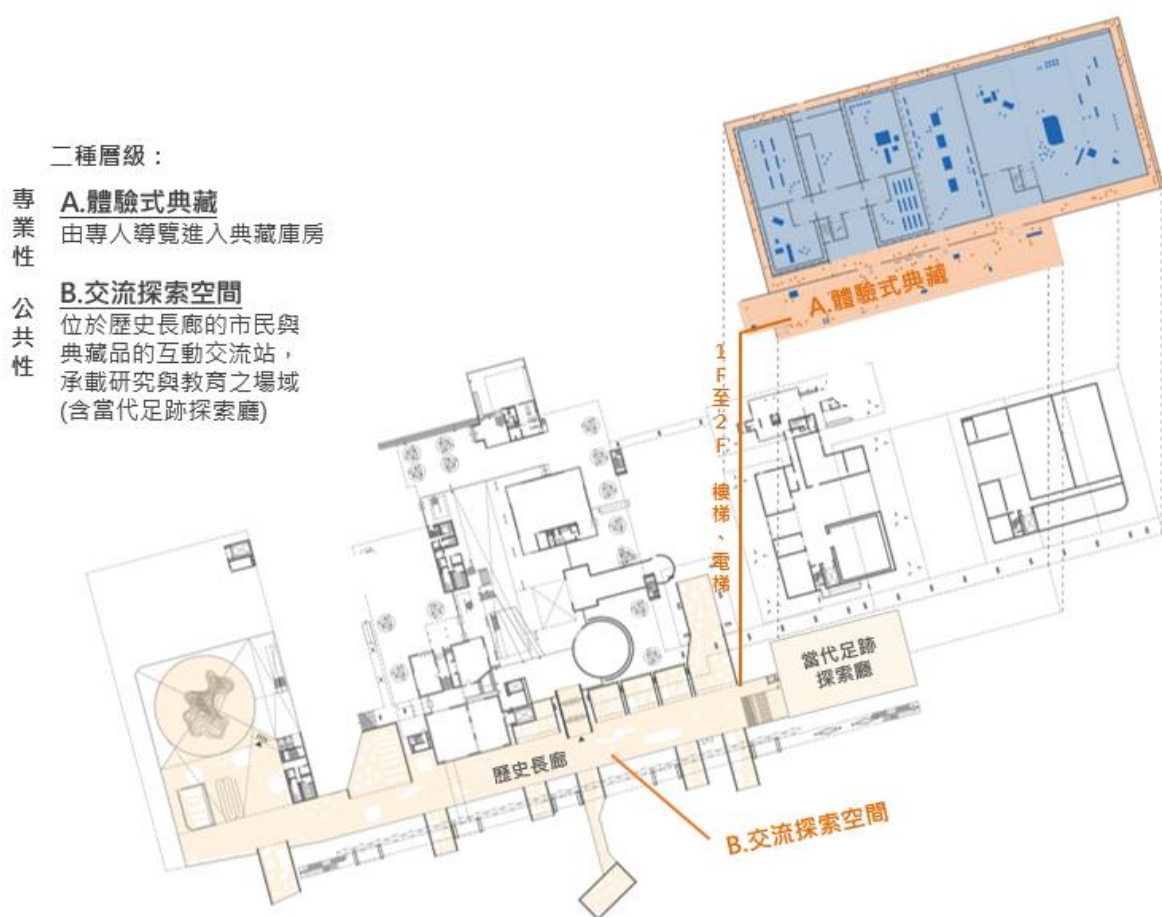 二種層級：
專業性
A.體驗式典藏
由專人導覽進入典藏庫房
公共性
B.交流探索空間
位於歷史長廊的市民與
典藏品的互動交流站，
承載研究與教育之場域
(含當代足跡探索廳)
A.體驗式典藏
1F至2F 樓梯、電梯
當代足跡
探索廳
歷史長廊
B.交流探索空間